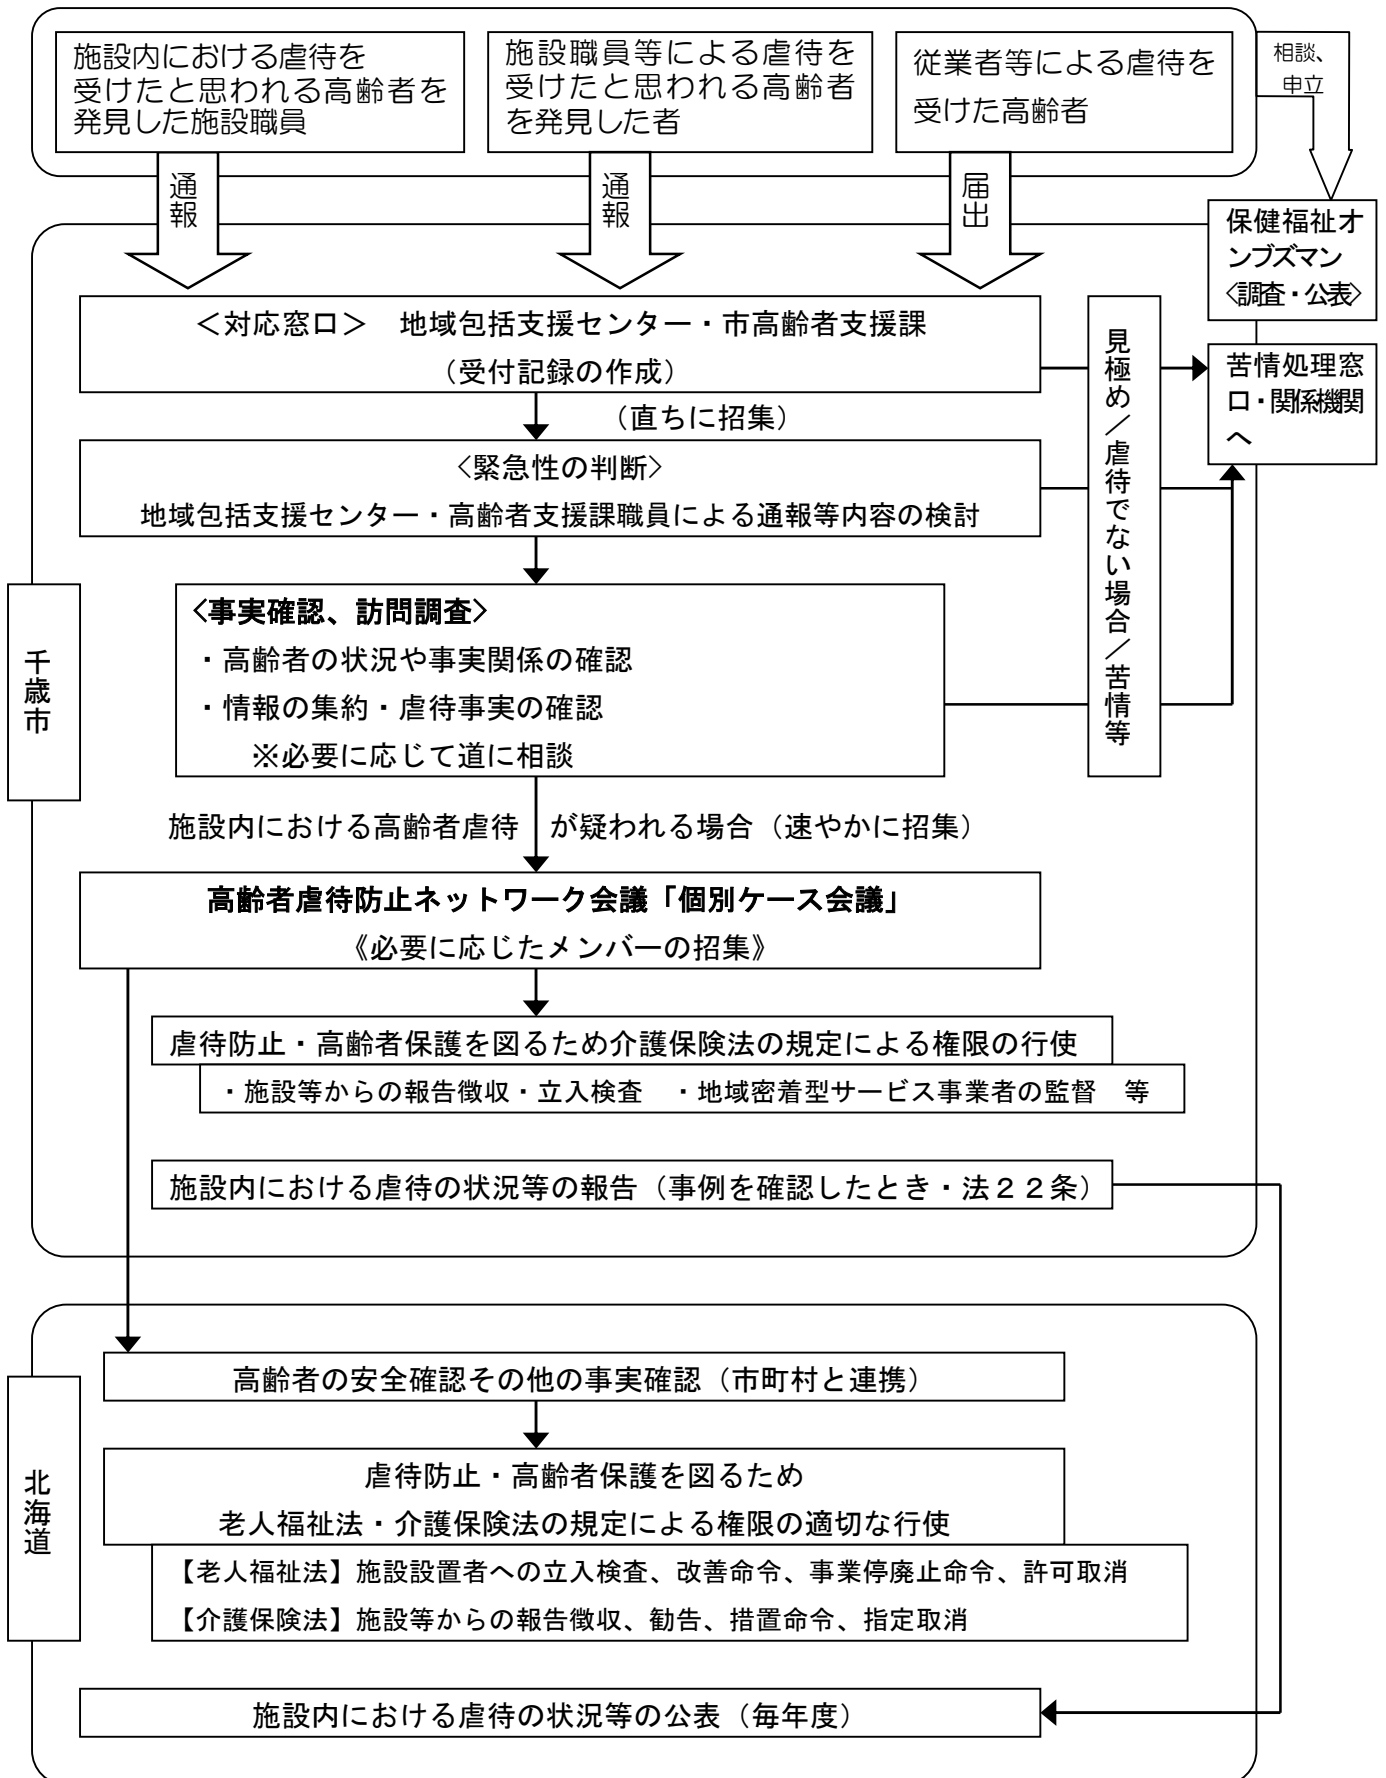 施設内における虐待を
受けたと思われる高齢者を
発見した施設職員
施設職員等による虐待を
受けたと思われる高齢者
を発見した者
従業者等による虐待を
受けた高齢者
相談、
申立
通報
通報
届出
保健福祉オ
ンブズマン
〈調査・公表〉
＜対応窓口＞　地域包括支援センター・市高齢者支援課
（受付記録の作成）
苦情処理窓
口・関係機関
へ
見極め／虐待でない場合／苦情等
（直ちに招集）
〈緊急性の判断〉
地域包括支援センター・高齢者支援課職員による通報等内容の検討
千歳市
〈事実確認、訪問調査〉
・高齢者の状況や事実関係の確認
・情報の集約・虐待事実の確認
※必要に応じて道に相談
施設内における高齢者虐待　が疑われる場合（速やかに招集）
高齢者虐待防止ネットワーク会議「個別ケース会議」
《必要に応じたメンバーの招集》
虐待防止・高齢者保護を図るため介護保険法の規定による権限の行使
・施設等からの報告徴収・立入検査　・地域密着型サービス事業者の監督　等
施設内における虐待の状況等の報告（事例を確認したとき・法２２条）
北海道
高齢者の安全確認その他の事実確認（市町村と連携）
虐待防止・高齢者保護を図るため
老人福祉法・介護保険法の規定による権限の適切な行使
【老人福祉法】施設設置者への立入検査、改善命令、事業停廃止命令、許可取消
【介護保険法】施設等からの報告徴収、勧告、措置命令、指定取消
施設内における虐待の状況等の公表（毎年度）